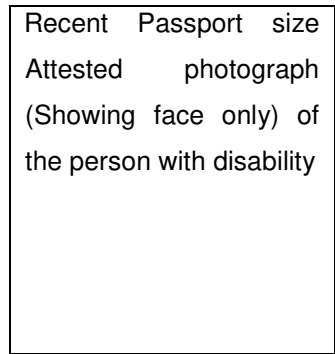 Recent Passport size
Attested photograph
(Showing face only) of
the person with disability